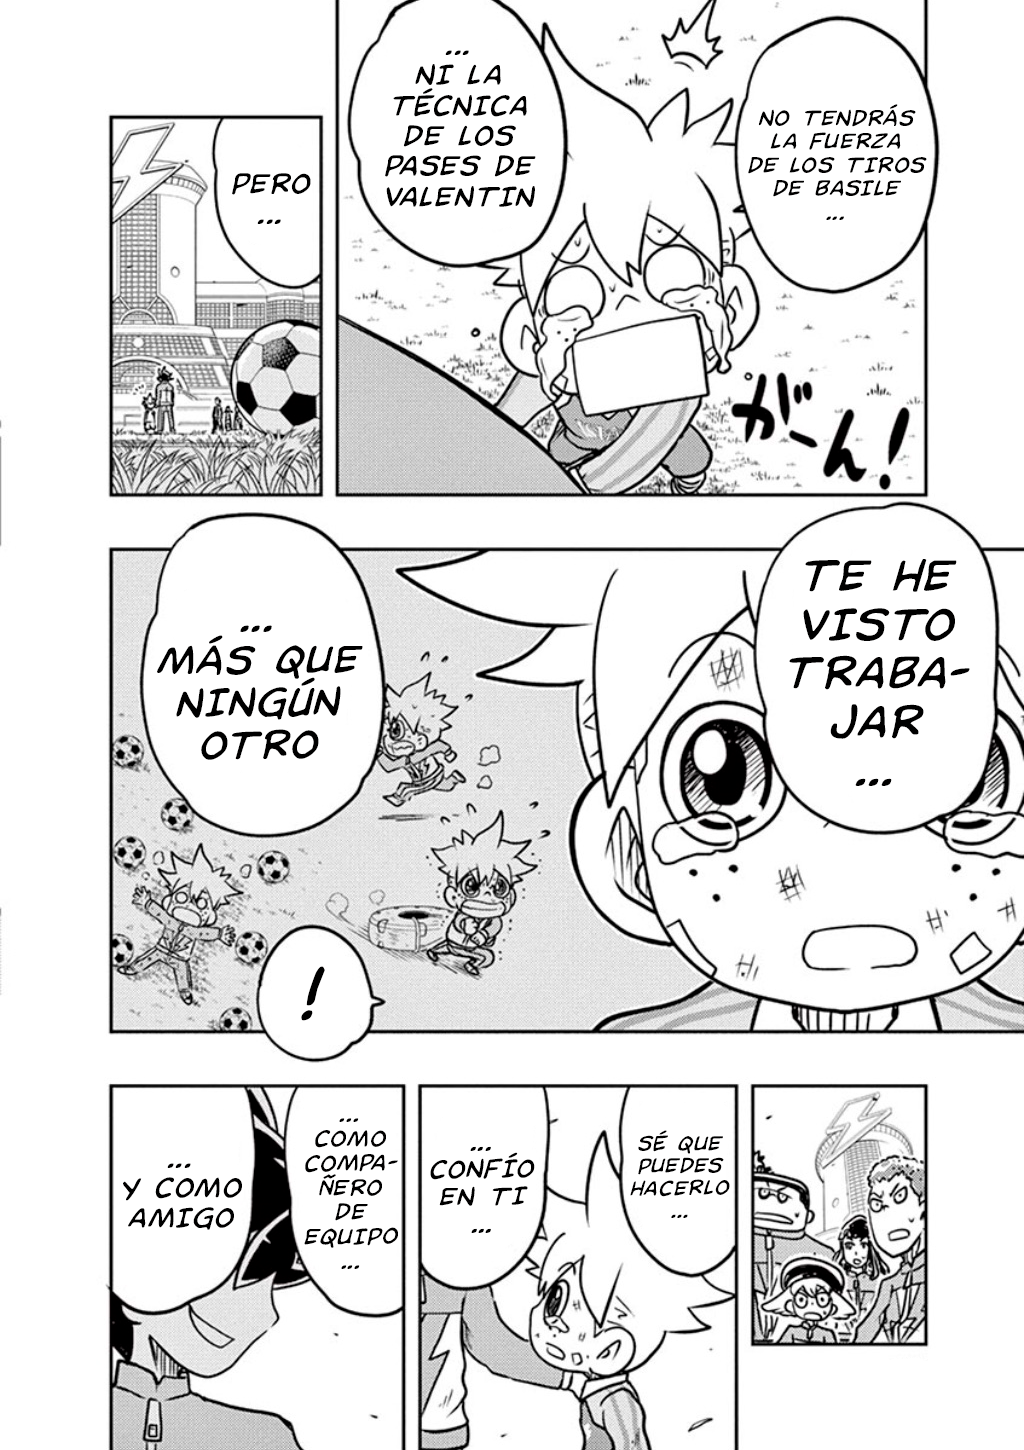 NO TENDRÁS
LA FUERZA
DE LOS TIROS
DE BASILE
...
...
NI LA
TÉCNICA
DE LOS
PASES DE
VALENTIN
がーん!
PERO
...
TE HE
VISTO
TRABA-
JAR
...
...
MÁS QUE
NINGÚN
OTRO
!
SÉ QUE
PUEDES
HACERLO
...
...
CONFÍO
EN TI
...
...
COMO
COMPA-
ÑERO
DE
EQUIPO
...
...
Y COMO
AMIGO